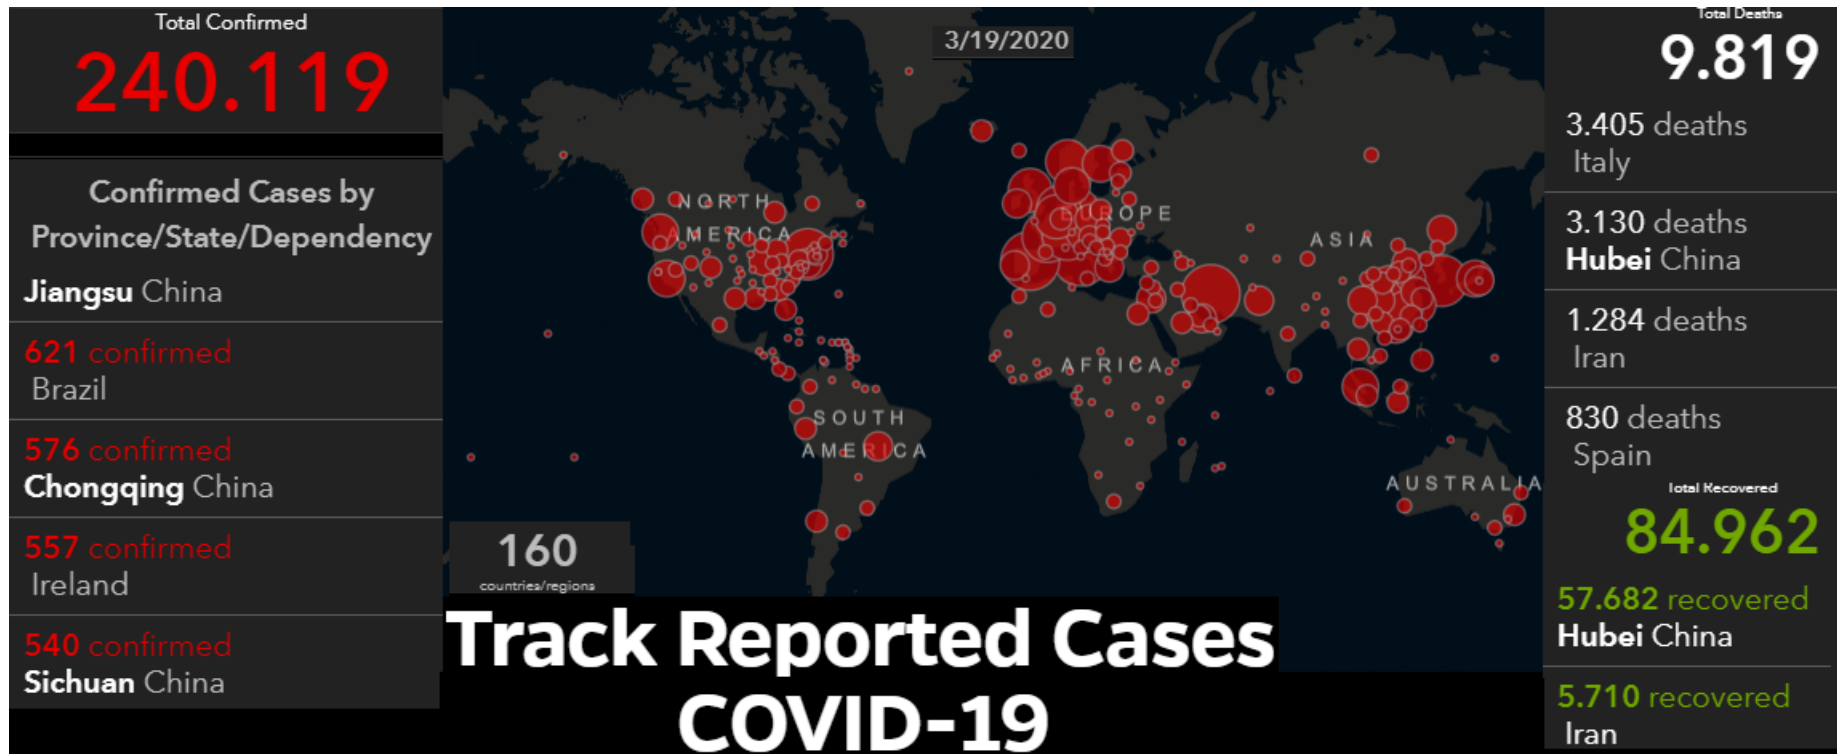 Total Confirmed
240.119
Confirmed Cases by
Province/State/Dependency
Jiangsu China
621 confirmed
Brazil
576 confirmed
Chongqing China
557 confirmed
Ireland
540 confirmed
Sichuan China
3/19/2020
NORTH
AMERICA
EUROPE
ASIA
AFRICA
SOUTH
AMERICA
AUSTRALIA
160
countries/regions
Track Reported Cases
COVID-19
Total Deaths
9.819
3.405 deaths
Italy
3.130 deaths
Hubei China
1.284 deaths
Iran
830 deaths
Spain
Total Recovered
84.962
57.682 recovered
Hubei China
5.710 recovered
Iran